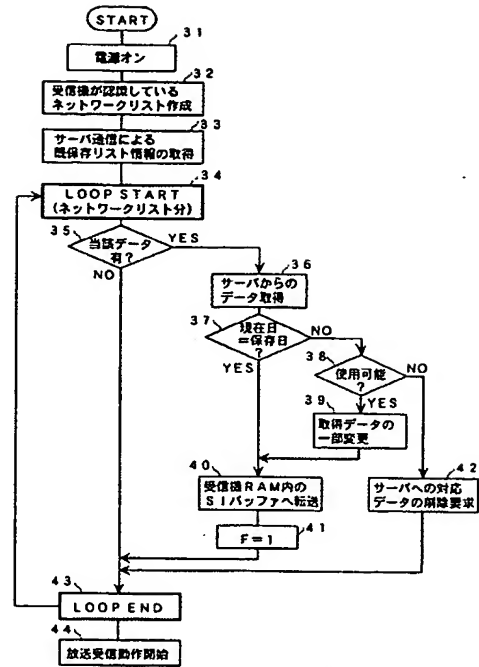 START
31
電源オン
32
受信機が認識している
ネットワークリスト作成
33
サーバ通信による
既保存リスト情報の取得
34
LOOP START
(ネットワークリスト分)
35
当該データ
有?
YES
NO
36
サーバからの
データ取得
37
現在日
=保存日
?
NO
YES
38
使用可能
?
NO
YES
39
取得データの
一部変更
40
受信機RAM内の
SIバッファへ転送
42
サーバへの対応
データの削除要求
41
F=1
43
LOOP END
44
放送受信動作開始